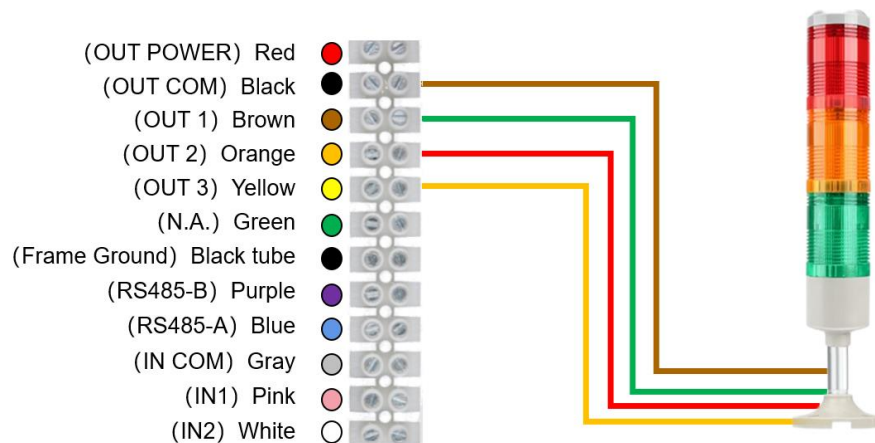 (OUT POWER) Red
(OUT COM) Black
(OUT 1) Brown
(OUT 2) Orange
(OUT 3) Yellow
(N.A.) Green
(Frame Ground) Black tube
(RS485-B) Purple
(RS485-A) Blue
(IN COM) Gray
(IN1) Pink
(IN2) White